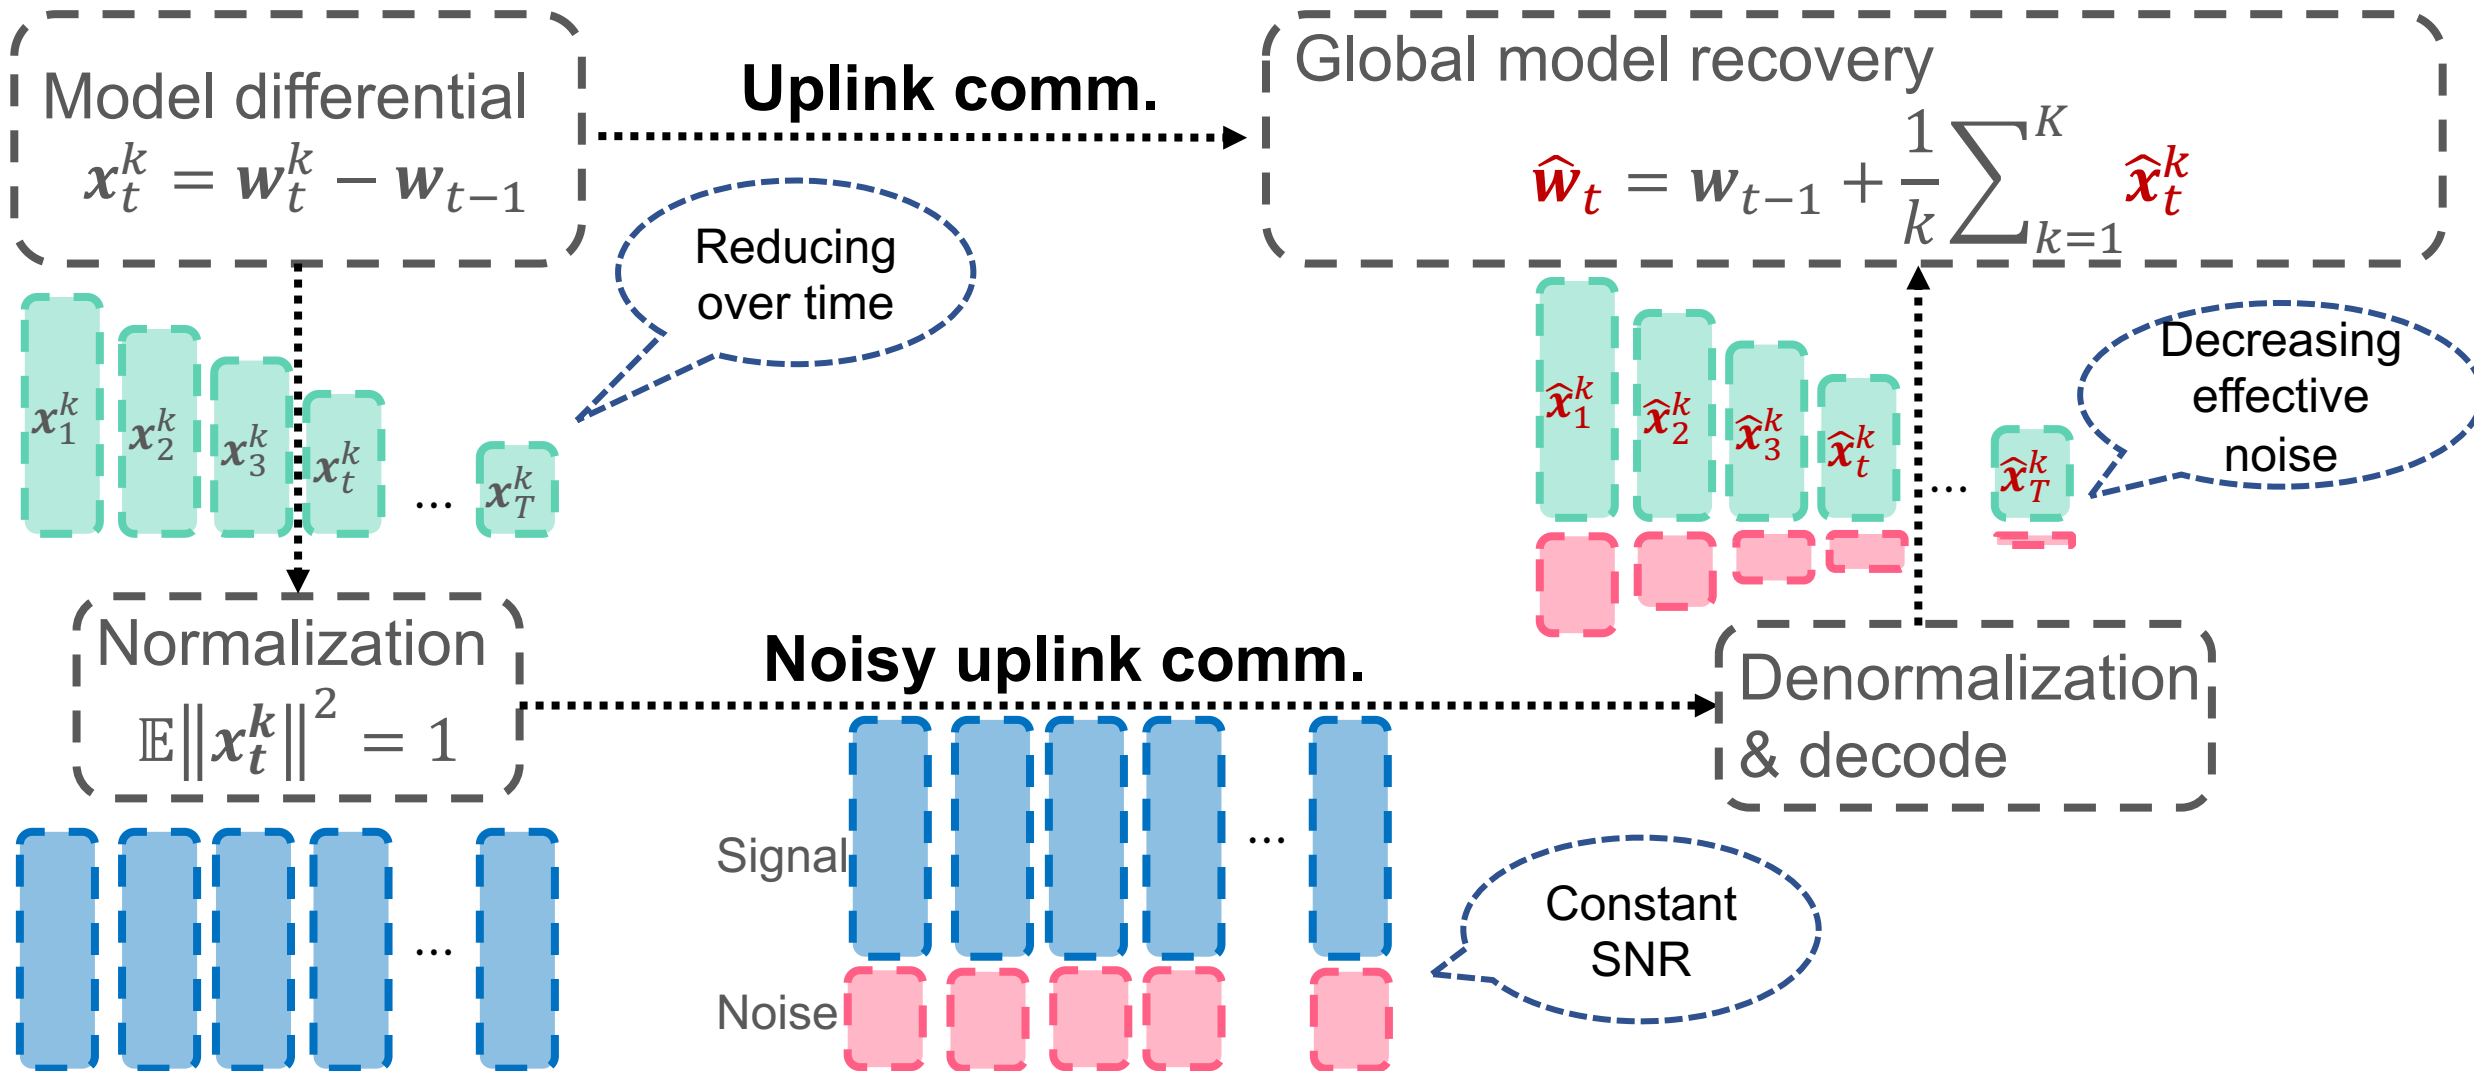 Model differential
𝒙_t^k = 𝒘_t^k − 𝒘_{t−1}
Uplink comm.
Global model recovery
ŵ_t = 𝒘_{t−1} + \frac{1}{k} ∑_{k=1}^{K} x̂_t^k
Reducing
over time
𝒙_1^k
𝒙_2^k
𝒙_3^k
𝒙_t^k
...
𝒙_T^k
x̂_1^k
x̂_2^k
x̂_3^k
x̂_t^k
...
x̂_T^k
Decreasing
effective
noise
Normalization
𝔼‖𝒙_t^k‖^2 = 1
Noisy uplink comm.
Denormalization
& decode
...
Signal
...
Noise
Constant
SNR